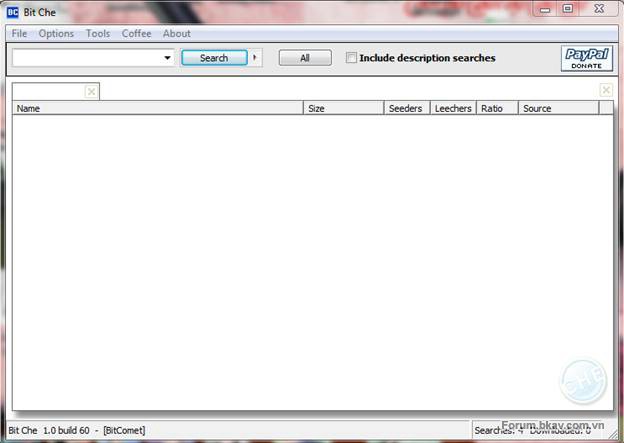 BC Bit Che
File Options Tools Coffee About
Search All Include description searches PayPal
DONATE
Name Size Seeders Leechers Ratio Source
CHE
Bit Che 1.0 build 60 - [BitComet] Searches: 4 Downloaded: 0
Forum.bkav.com.vn